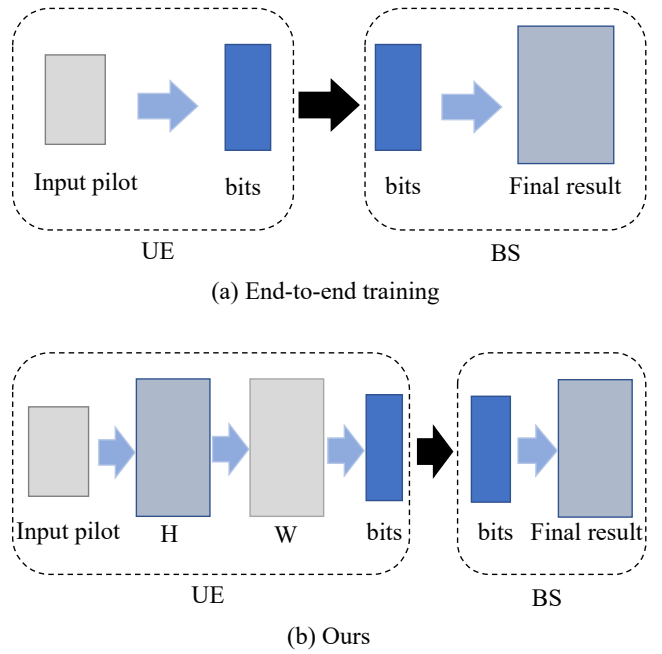 Input pilot
bits
bits
Final result
UE
BS
(a) End-to-end training
Input pilot
H
W
bits
bits
Final result
UE
BS
(b) Ours